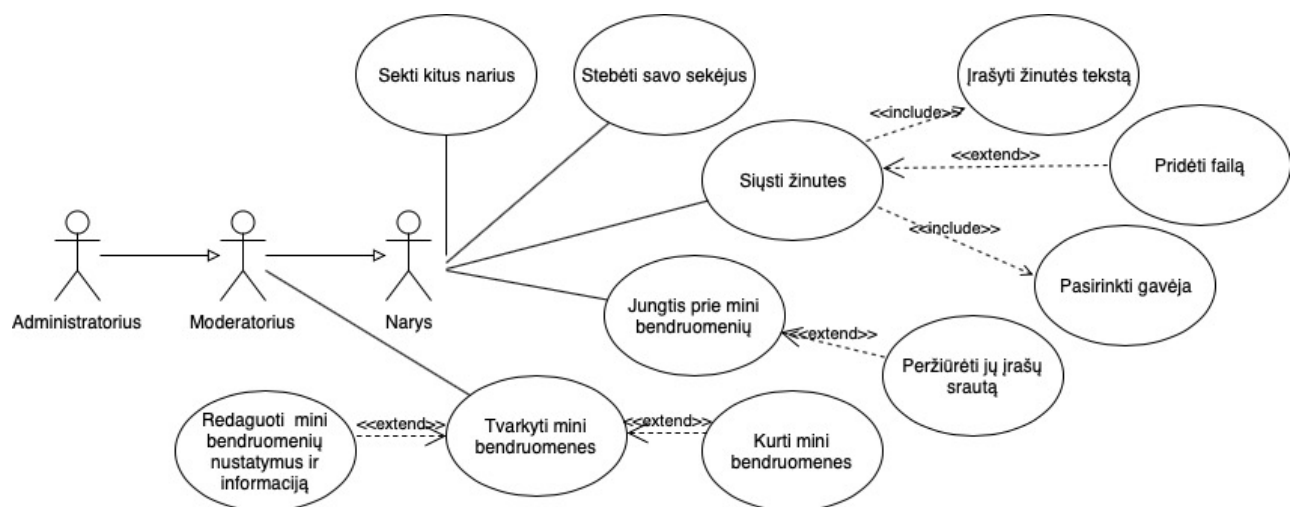 Sekti kitus narius
Stebėti savo sekėjus
Įrašyti žinutės tekstą
<<include>>
<<extend>>
Siųsti žinutes
Pridėti failą
<<include>>
Pasirinkti gavėja
Administratorius
Moderatorius
Narys
Jungtis prie mini
bendruomenių
<<extend>>
Peržiūrėti jų įrašų
srautą
Redaguoti mini
bendruomenių
nustatymus ir
informaciją
<<extend>>
Tvarkyti mini
bendruomenes
<<extend>>
Kurti mini
bendruomenes